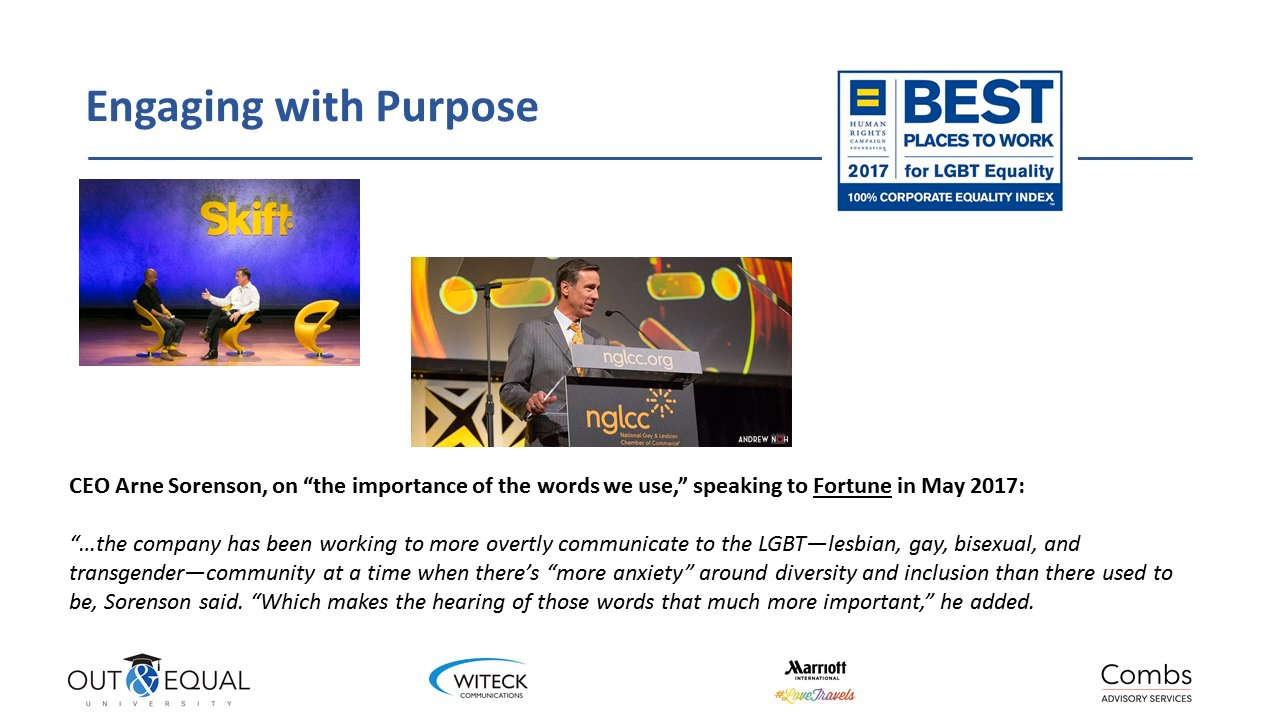 Engaging with Purpose
HUMAN
RIGHTS
CAMPAIGN
FOUNDATION
2017
BEST
PLACES TO WORK
for LGBT Equality
100% CORPORATE EQUALITY INDEX
TM
Skift
nglcc.org
nglcc
National Gay & Lesbian
Chamber of Commerce
ANDREW NOH
CEO Arne Sorenson, on “the importance of the words we use,” speaking to Fortune in May 2017:
“…the company has been working to more overtly communicate to the LGBT—lesbian, gay, bisexual, and
transgender—community at a time when there’s “more anxiety” around diversity and inclusion than there used to
be, Sorenson said. “Which makes the hearing of those words that much more important,” he added.
OUT & EQUAL
UNIVERSITY
WITECK
COMMUNICATIONS
Marriott
INTERNATIONAL
#LoveTravels
Combs
ADVISORY SERVICES